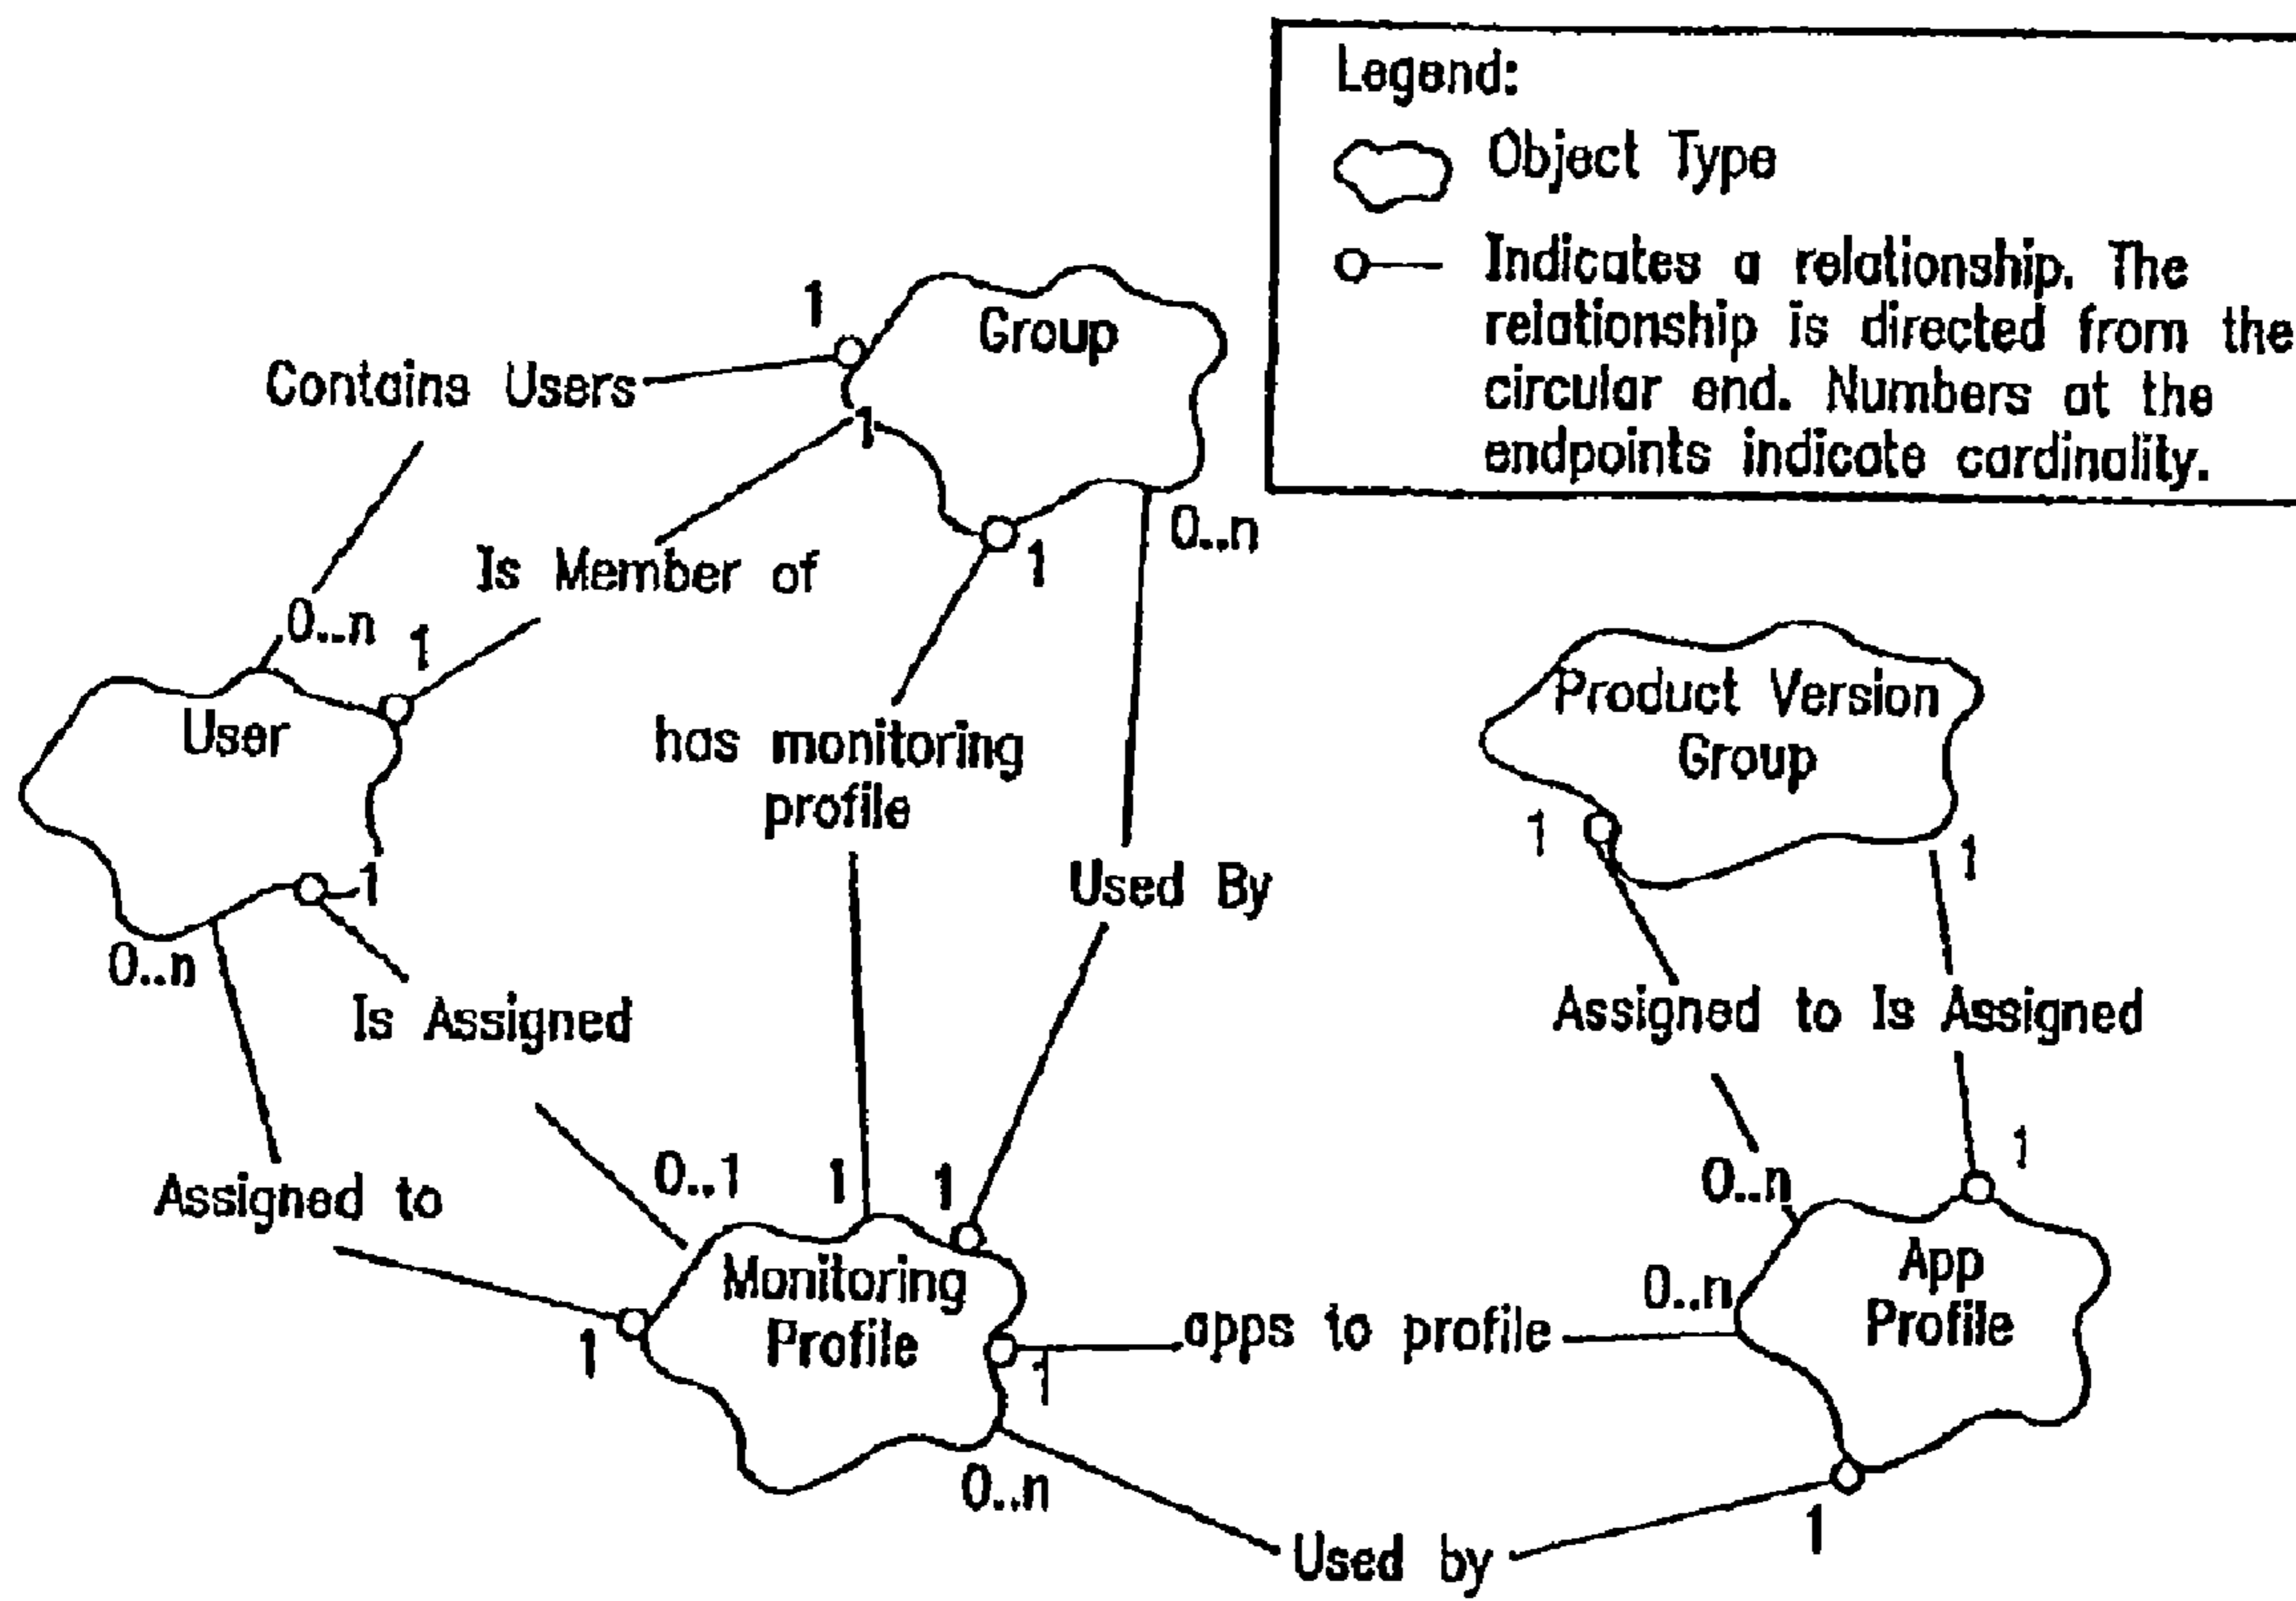 Legend:
Object Type
Indicates a relationship. The
relationship is directed from the
circular end. Numbers at the
endpoints indicate cardinality.
1
Group
Contains Users
1
0..n
1
Is Member of
0..n
1
User
has monitoring
profile
Product Version
Group
1
1
1
Used By
0..n
Is Assigned
Assigned to Is Assigned
Assigned to
0..1
1
1
1
0..n
Monitoring
Profile
1
1
apps to profile
0..n
App
Profile
0..n
Used by
1